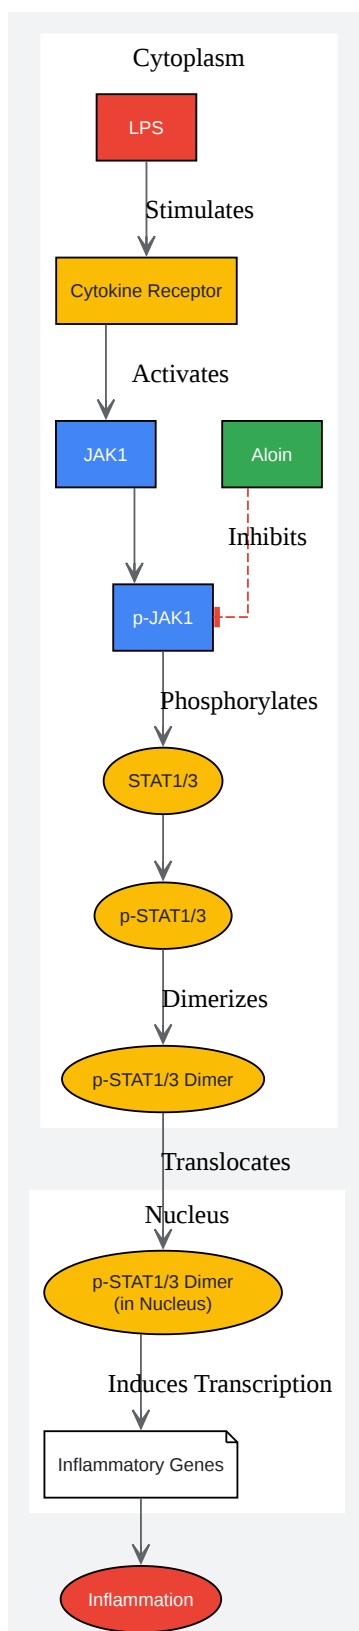 Cytoplasm
LPS
Stimulates
Cytokine Receptor
Activates
JAK1
Aloin
Inhibits
p-JAK1
Phosphorylates
STAT1/3
p-STAT1/3
Dimerizes
p-STAT1/3 Dimer
Translocates
Nucleus
p-STAT1/3 Dimer
(in Nucleus)
Induces Transcription
Inflammatory Genes
Inflammation